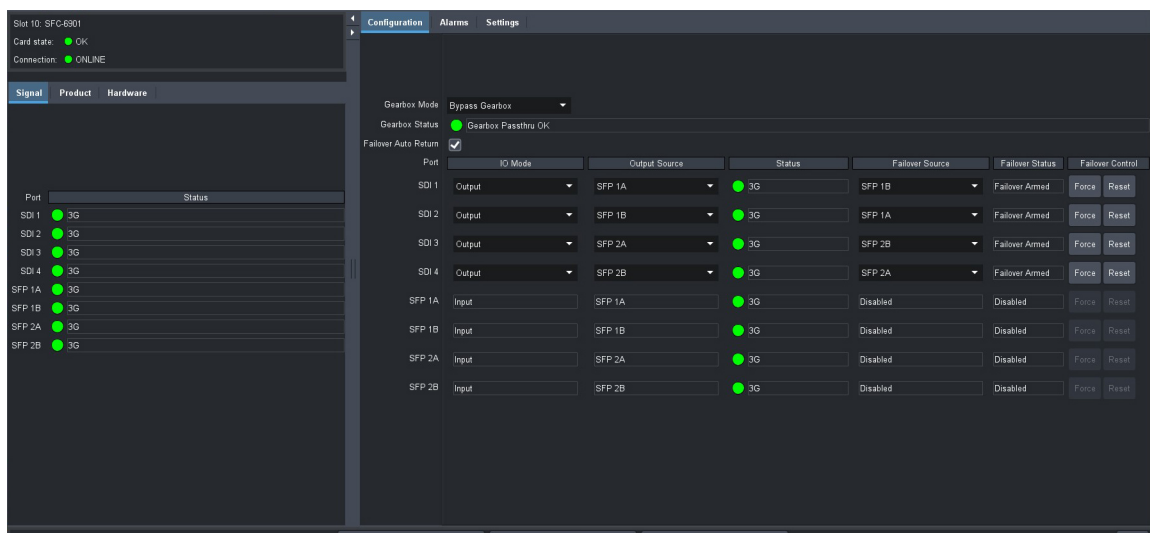 Slot 10: SFC-6901
Card state: OK
Connection: ONLINE
Signal Product Hardware
Port Status
SDI 1 3G
SDI 2 3G
SDI 3 3G
SDI 4 3G
SFP 1A 3G
SFP 1B 3G
SFP 2A 3G
SFP 2B 3G
Configuration Alarms Settings
Gearbox Mode Bypass Gearbox
Gearbox Status Gearbox Passthru OK
Failover Auto Return
Port IO Mode Output Source Status Failover Source Failover Status Failover Control
SDI 1 Output SFP 1A 3G SFP 1B Failover Armed Force Reset
SDI 2 Output SFP 1B 3G SFP 1A Failover Armed Force Reset
SDI 3 Output SFP 2A 3G SFP 2B Failover Armed Force Reset
SDI 4 Output SFP 2B 3G SFP 2A Failover Armed Force Reset
SFP 1A Input SFP 1A 3G Disabled Disabled Force Reset
SFP 1B Input SFP 1B 3G Disabled Disabled Force Reset
SFP 2A Input SFP 2A 3G Disabled Disabled Force Reset
SFP 2B Input SFP 2B 3G Disabled Disabled Force Reset